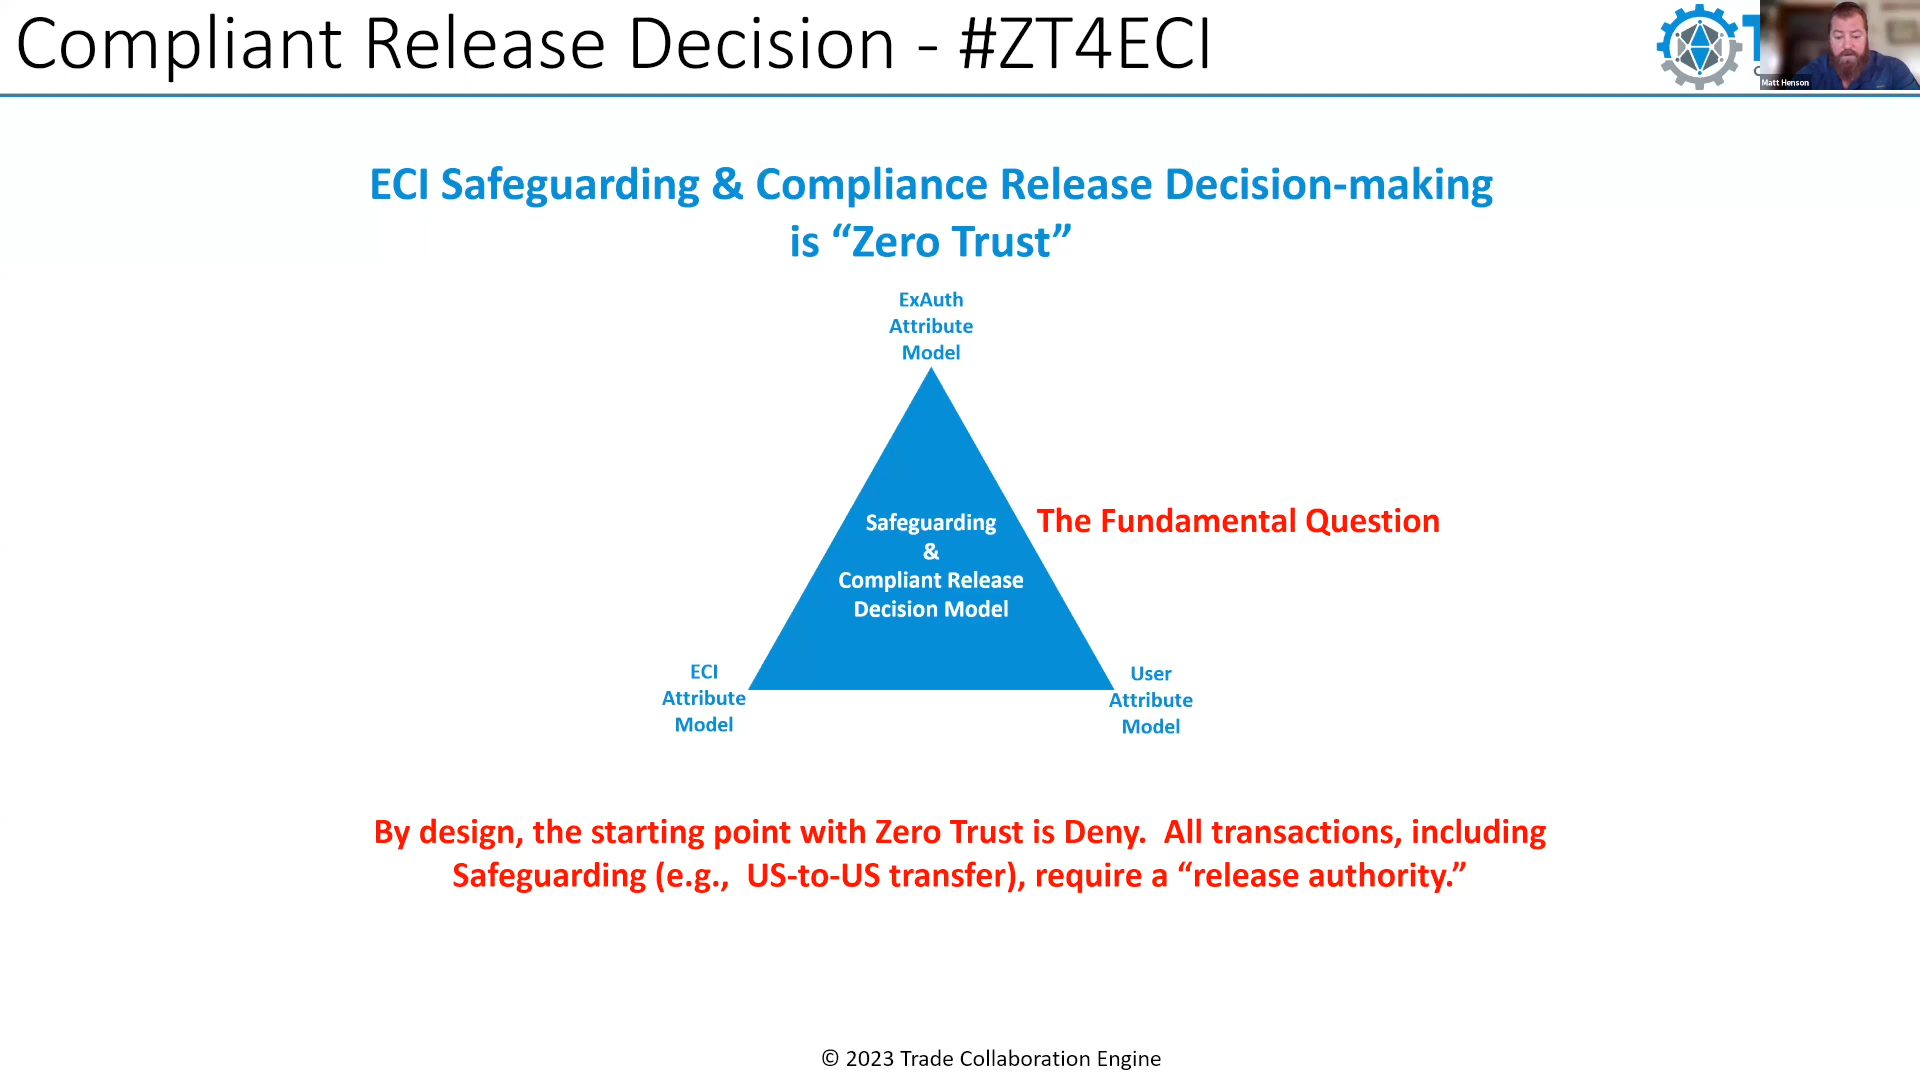 Compliant Release Decision - #ZT4ECI
Matt Henson
ECI Safeguarding & Compliance Release Decision-making
is “Zero Trust”
ExAuth
Attribute
Model
Safeguarding
&
Compliant Release
Decision Model
The Fundamental Question
ECI
Attribute
Model
User
Attribute
Model
By design, the starting point with Zero Trust is Deny.  All transactions, including
Safeguarding (e.g.,  US-to-US transfer), require a “release authority.”
© 2023 Trade Collaboration Engine